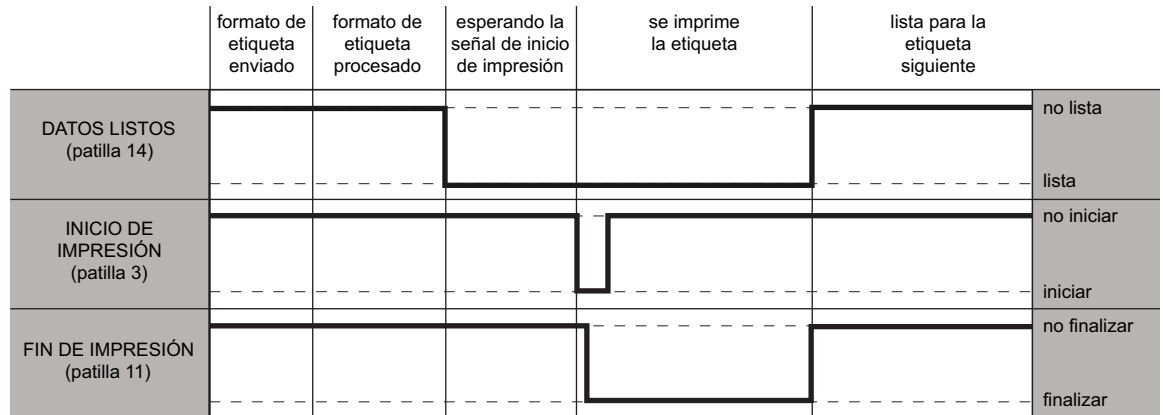 formato de
etiqueta
enviado
formato de
etiqueta
procesado
esperando la
señal de inicio
de impresión
se imprime
la etiqueta
lista para la
etiqueta
siguiente
DATOS LISTOS
(patilla 14)
no lista
lista
INICIO DE
IMPRESIÓN
(patilla 3)
no iniciar
iniciar
FIN DE IMPRESIÓN
(patilla 11)
no finalizar
finalizar